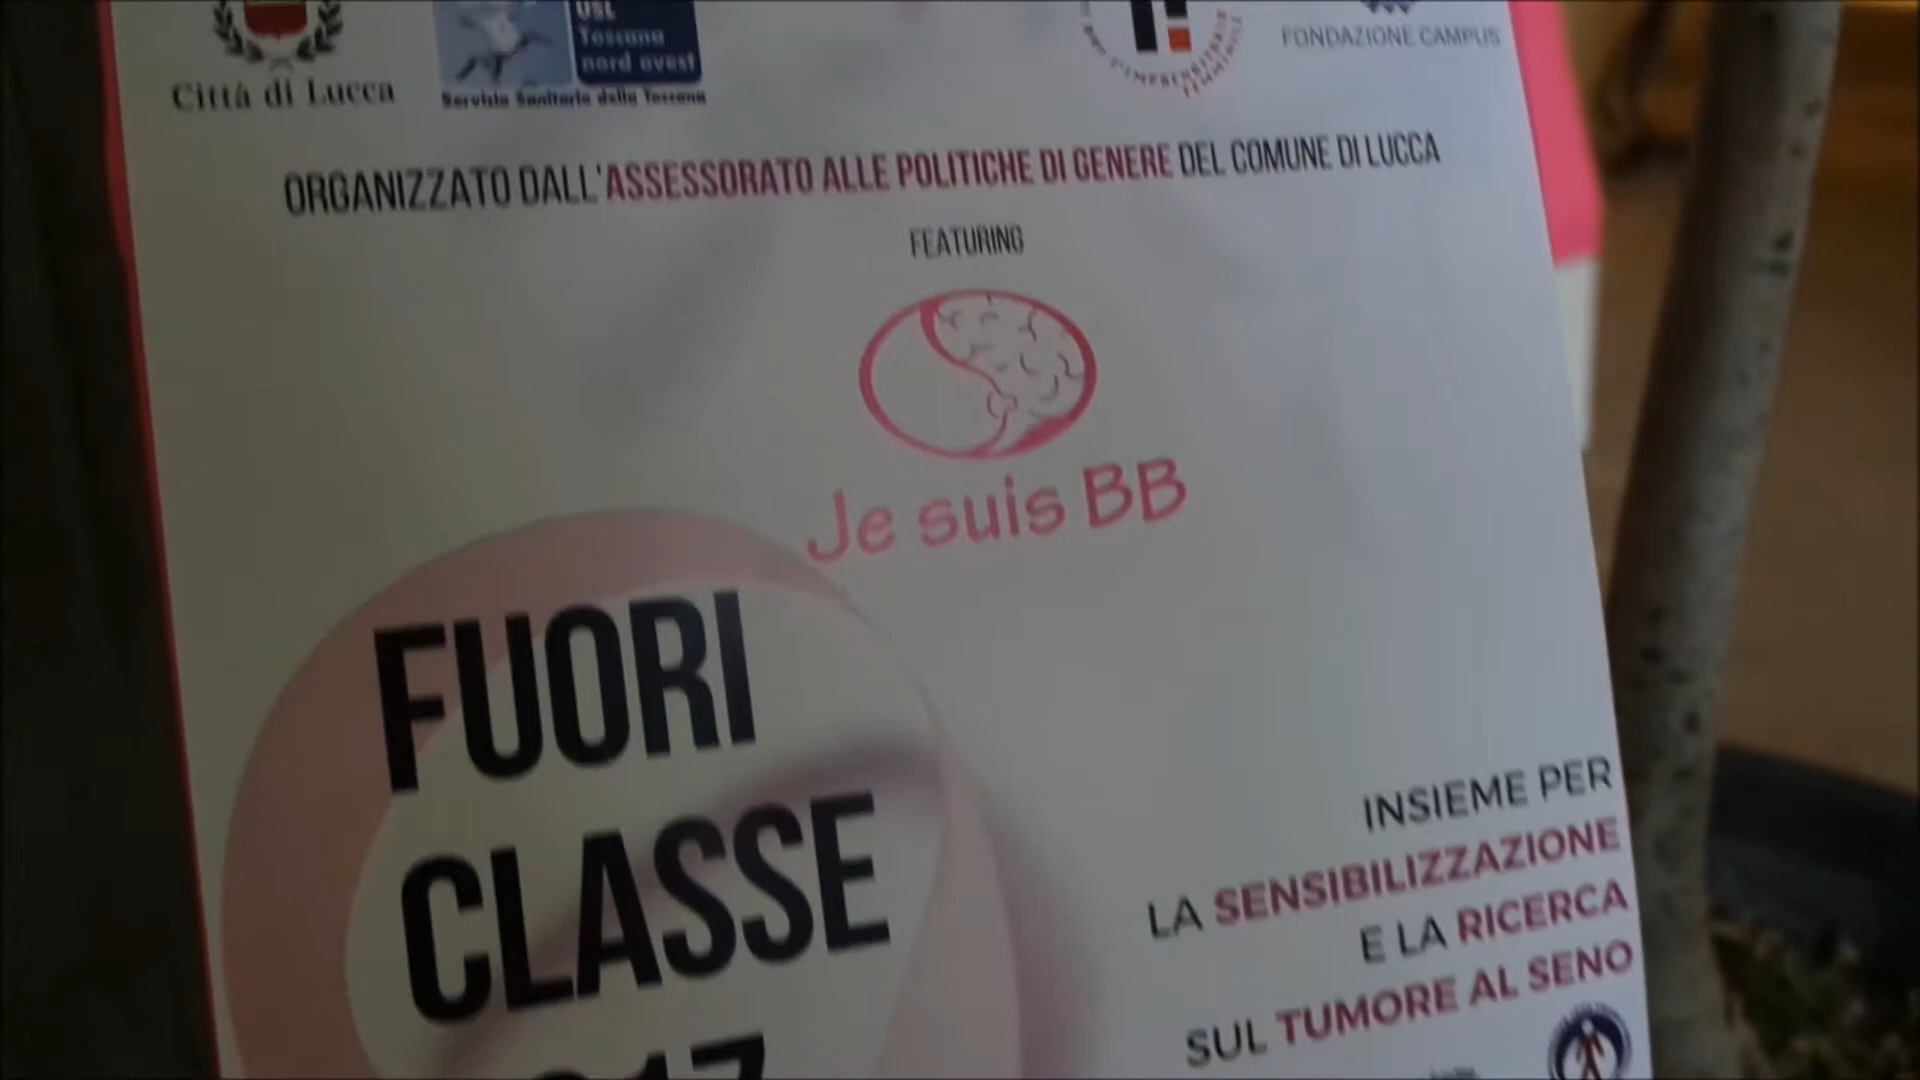 Città di Lucca
USL
Toscana
nord ovest
Servizio Sanitario della Toscana
L'IMPRENDITORIA
FEMMINILE
FONDAZIONE CAMPUS
ORGANIZZATO DALL'ASSESSORATO ALLE POLITICHE DI GENERE DEL COMUNE DI LUCCA
FEATURING
Je suis BB
FUORI
CLASSE
INSIEME PER
LA SENSIBILIZZAZIONE
E LA RICERCA
SUL TUMORE AL SENO